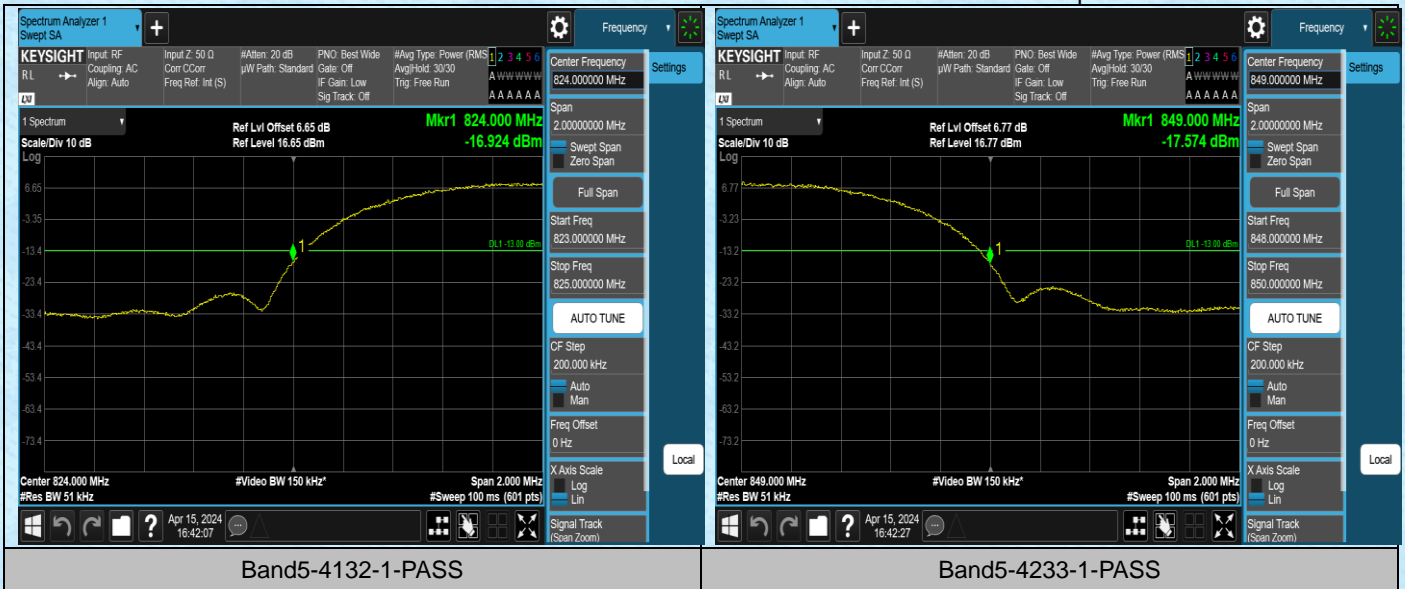 Spectrum Analyzer 1
Swept SA
Frequency
KEYSIGHT
Input: RF
Coupling: AC
Align: Auto
Input Z: 50 Ω
Corr CCorr
Freq Ref: Int (S)
#Atten: 20 dB
µW Path: Standard
PNO: Best Wide
Gate: Off
IF Gain: Low
Sig Track: Off
#Avg Type: Power (RMS
Avg|Hold: 30/30
Trig: Free Run
1 2 3 4 5 6
A W W W W W
A A A A A A
RL
LXI
1 Spectrum
Scale/Div 10 dB
Log
Ref Lvl Offset 6.65 dB
Ref Level 16.65 dBm
Mkr1 824.000 MHz
-16.924 dBm
6.65
-3.35
-13.4
-23.4
-33.4
-43.4
-53.4
-63.4
-73.4
DL1 -13.00 dBm
1
Center 824.000 MHz
#Res BW 51 kHz
#Video BW 150 kHz*
Span 2.000 MHz
#Sweep 100 ms (601 pts)
Apr 15, 2024
16:42:07
Center Frequency
824.000000 MHz
Span
2.00000000 MHz
Swept Span
Zero Span
Full Span
Start Freq
823.000000 MHz
Stop Freq
825.000000 MHz
AUTO TUNE
CF Step
200.000 kHz
Auto
Man
Freq Offset
0 Hz
X Axis Scale
Log
Lin
Signal Track
(Span Zoom)
Settings
Local
Spectrum Analyzer 1
Swept SA
Frequency
KEYSIGHT
Input: RF
Coupling: AC
Align: Auto
Input Z: 50 Ω
Corr CCorr
Freq Ref: Int (S)
#Atten: 20 dB
µW Path: Standard
PNO: Best Wide
Gate: Off
IF Gain: Low
Sig Track: Off
#Avg Type: Power (RMS
Avg|Hold: 30/30
Trig: Free Run
1 2 3 4 5 6
A W W W W W
A A A A A A
RL
LXI
1 Spectrum
Scale/Div 10 dB
Log
Ref Lvl Offset 6.77 dB
Ref Level 16.77 dBm
Mkr1 849.000 MHz
-17.574 dBm
6.77
-3.23
-13.2
-23.2
-33.2
-43.2
-53.2
-63.2
-73.2
DL1 -13.00 dBm
1
Center 849.000 MHz
#Res BW 51 kHz
#Video BW 150 kHz*
Span 2.000 MHz
#Sweep 100 ms (601 pts)
Apr 15, 2024
16:42:27
Center Frequency
849.000000 MHz
Span
2.00000000 MHz
Swept Span
Zero Span
Full Span
Start Freq
848.000000 MHz
Stop Freq
850.000000 MHz
AUTO TUNE
CF Step
200.000 kHz
Auto
Man
Freq Offset
0 Hz
X Axis Scale
Log
Lin
Signal Track
(Span Zoom)
Settings
Local
Band5-4132-1-PASS
Band5-4233-1-PASS